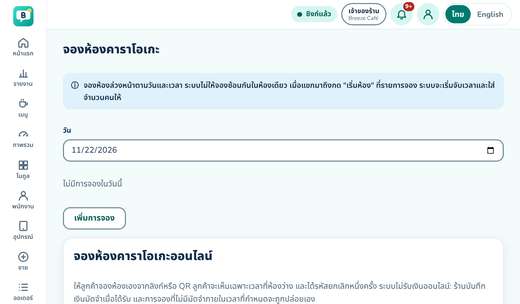 B
ซิงก์แล้ว
เจ้าของร้าน
Breeze Café
9+
ไทย
English
หน้าแรก
รายงาน
เมนู
ภาพรวม
โมดูล
พนักงาน
อุปกรณ์
ขาย
ออเดอร์
จองห้องคาราโอเกะ
จองห้องล่วงหน้าตามวันและเวลา ระบบไม่ให้จองซ้อนกันในห้องเดียว เมื่อแขกมาถึงกด "เริ่มห้อง" ที่รายการจอง ระบบจะเริ่มจับเวลาและใส่
จำนวนคนให้
วัน
11/22/2026
ไม่มีการจองในวันนี้
เพิ่มการจอง
จองห้องคาราโอเกะออนไลน์
ให้ลูกค้าจองห้องเองจากลิงก์หรือ QR ลูกค้าจะเห็นเฉพาะเวลาที่ห้องว่าง และได้รหัสยกเลิกหนึ่งครั้ง ระบบไม่รับเงินออนไลน์: ร้านบันทึก
เงินมัดจำเมื่อได้รับ และการจองที่ไม่มีมัดจำภายในเวลาที่กำหนดจะถูกปล่อยเอง